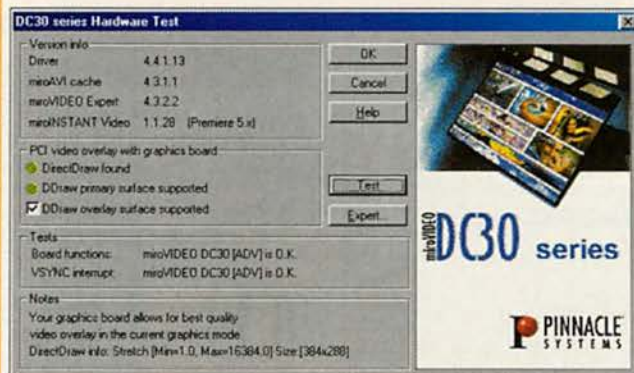 DC30 series Hardware Test
Version info
Driver 4.4.1.13
miroAVI cache 4.3.1.1
miroVIDEO Expert 4.3.2.2
miroINSTANT Video 1.1.28 [Premiere 5.x]
OK
Cancel
Help
PCI video overlay with graphics board
DirectDraw found
DDraw primary surface supported
DDraw overlay surface supported
Test
Expert...
Tests
Board functions: miroVIDEO DC30 [ADV] is O.K.
VSYNC interrupt: miroVIDEO DC30 [ADV] is O.K.
Notes
Your graphics board allows for best quality
video overlay in the current graphics mode
DirectDraw info: Stretch [Min=1.0, Max=16384.0] Size:[384x288]
miroVIDEO DC30 series
PINNACLE
SYSTEMS